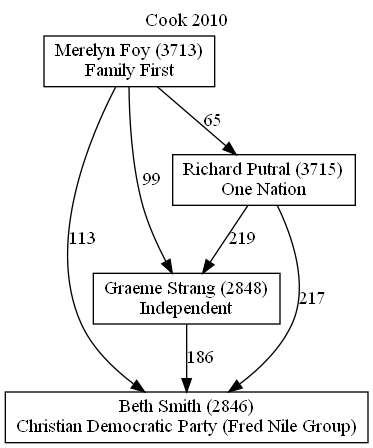 Cook 2010
Merelyn Foy (3713)
Family First
65
Richard Putral (3715)
One Nation
99
113
219
217
Graeme Strang (2848)
Independent
186
Beth Smith (2846)
Christian Democratic Party (Fred Nile Group)